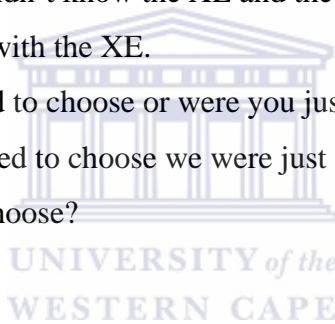 know the XE and the
with the XE.
to choose or were you
ed to choose we were just
hoose?
UNIVERSITY of the
WESTERN CAPE